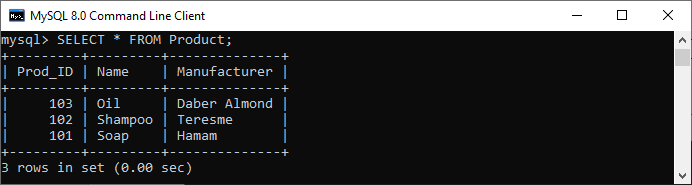 MySQL 8.0 Command Line Client
mysql> SELECT * FROM Product;
+---------+---------+--------------+
| Prod_ID | Name    | Manufacturer |
+---------+---------+--------------+
|     103 | Oil     | Daber Almond |
|     102 | Shampoo | Teresme      |
|     101 | Soap    | Hamam        |
+---------+---------+--------------+
3 rows in set (0.00 sec)